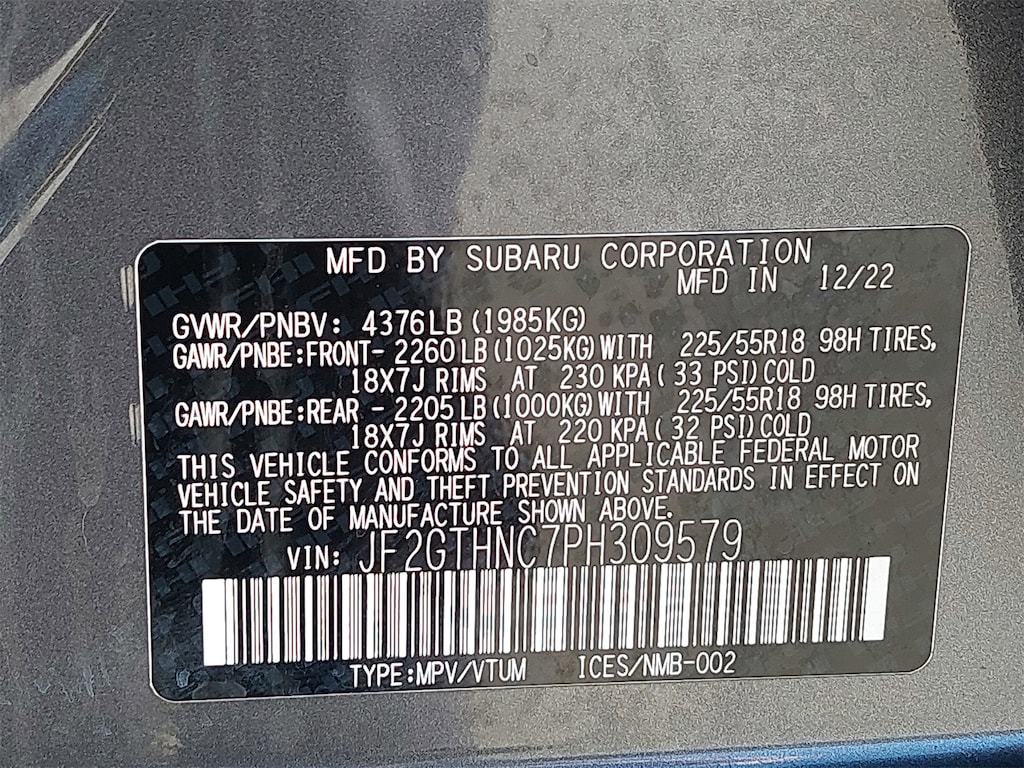 MFD BY SUBARU CORPORATION
MFD IN 12/22
GVWR/PNBV: 4376LB (1985KG)
GAWR/PNBE:FRONT- 2260 LB (1025KG) WITH 225/55R18 98H TIRES,
18X7J RIMS AT 230 KPA ( 33 PSI) COLD
GAWR/PNBE:REAR - 2205 LB (1000KG) WITH 225/55R18 98H TIRES,
18X7J RIMS AT 220 KPA ( 32 PSI) COLD
THIS VEHICLE CONFORMS TO ALL APPLICABLE FEDERAL MOTOR
VEHICLE SAFETY AND THEFT PREVENTION STANDARDS IN EFFECT ON
THE DATE OF MANUFACTURE SHOWN ABOVE.
VIN: JF2GTHNC7PH309579
TYPE:MPV/VTUM ICES/NMB-002